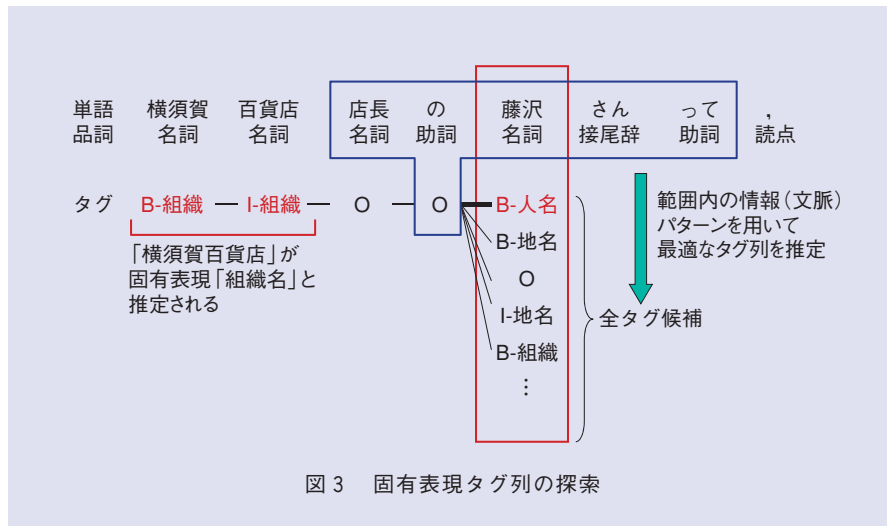 単語 横須賀 百貨店 店長 の 藤沢 さん って ，
品詞 名詞 名詞 名詞 助詞 名詞 接尾辞 助詞 読点
タグ B-組織 I-組織 O O B-人名
B-地名
O
I-地名
B-組織
⋮
「横須賀百貨店」が
固有表現「組織名」と
推定される
範囲内の情報（文脈）
パターンを用いて
最適なタグ列を推定
全タグ候補
図3 固有表現タグ列の探索